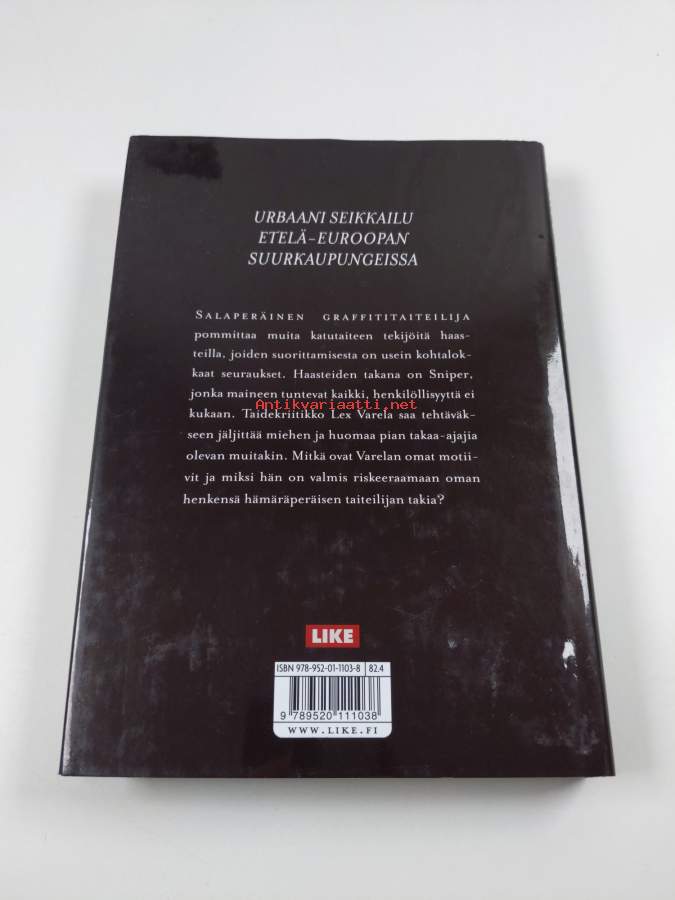 URBAANI SEIKKAILU
ETELÄ-EUROOPAN
SUURKAUPUNGEISSA
SALAPERÄINEN GRAFFITITAITEILIJA
pommittaa muita katutaiteen tekijöitä haas-
teilla, joiden suorittamisesta on usein kohtalok-
kaat seuraukset. Haasteiden takana on Sniper,
jonka maineen tuntevat kaikki, henkilöllisyyttä ei
Antikvariaatti.net
kukaan. Taidekriitikko Lex Varela saa tehtäväk-
seen jäljittää miehen ja huomaa pian takaa-ajajia
olevan muitakin. Mitkä ovat Varelan omat motii-
vit ja miksi hän on valmis riskeeraamaan oman
henkensä hämäräperäisen taiteilijan takia?
LIKE
ISBN 978-952-01-1103-8 82.4
9 789520 111038
WWW.LIKE.FI